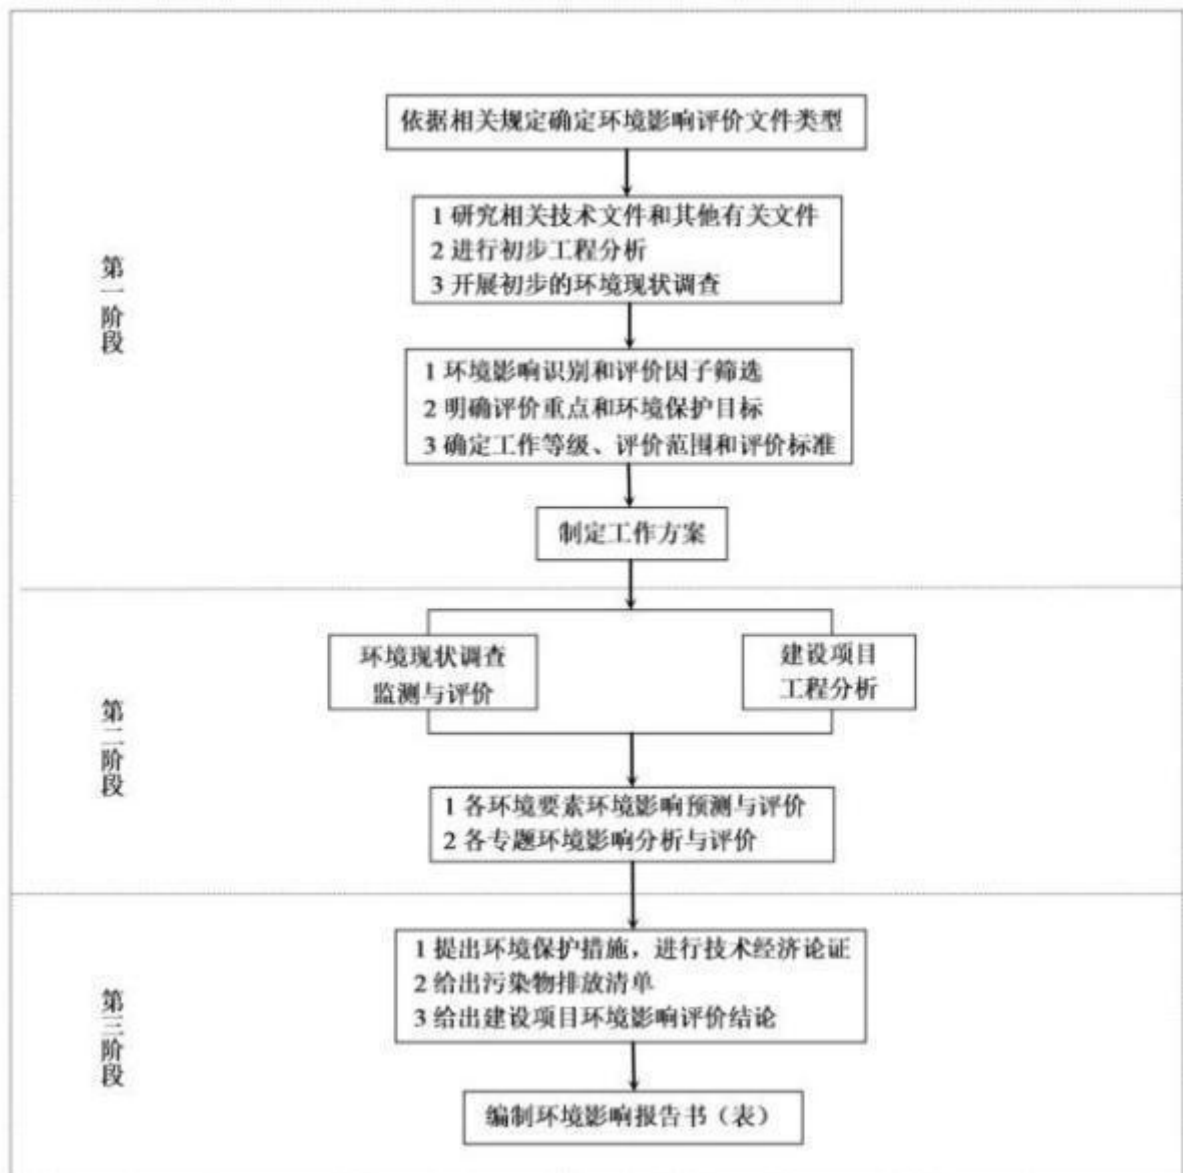 依据相关规定确定环境影响评价文件类型
1 研究相关技术文件和其他有关文件
2 进行初步工程分析
3 开展初步的环境现状调查
第一阶段
1 环境影响识别和评价因子筛选
2 明确评价重点和环境保护目标
3 确定工作等级、评价范围和评价标准
制定工作方案
环境现状调查
监测与评价
建设项目
工程分析
第二阶段
1 各环境要素环境影响预测与评价
2 各专题环境影响分析与评价
1 提出环境保护措施，进行技术经济论证
2 给出污染物排放清单
3 给出建设项目环境影响评价结论
第三阶段
编制环境影响报告书（表）